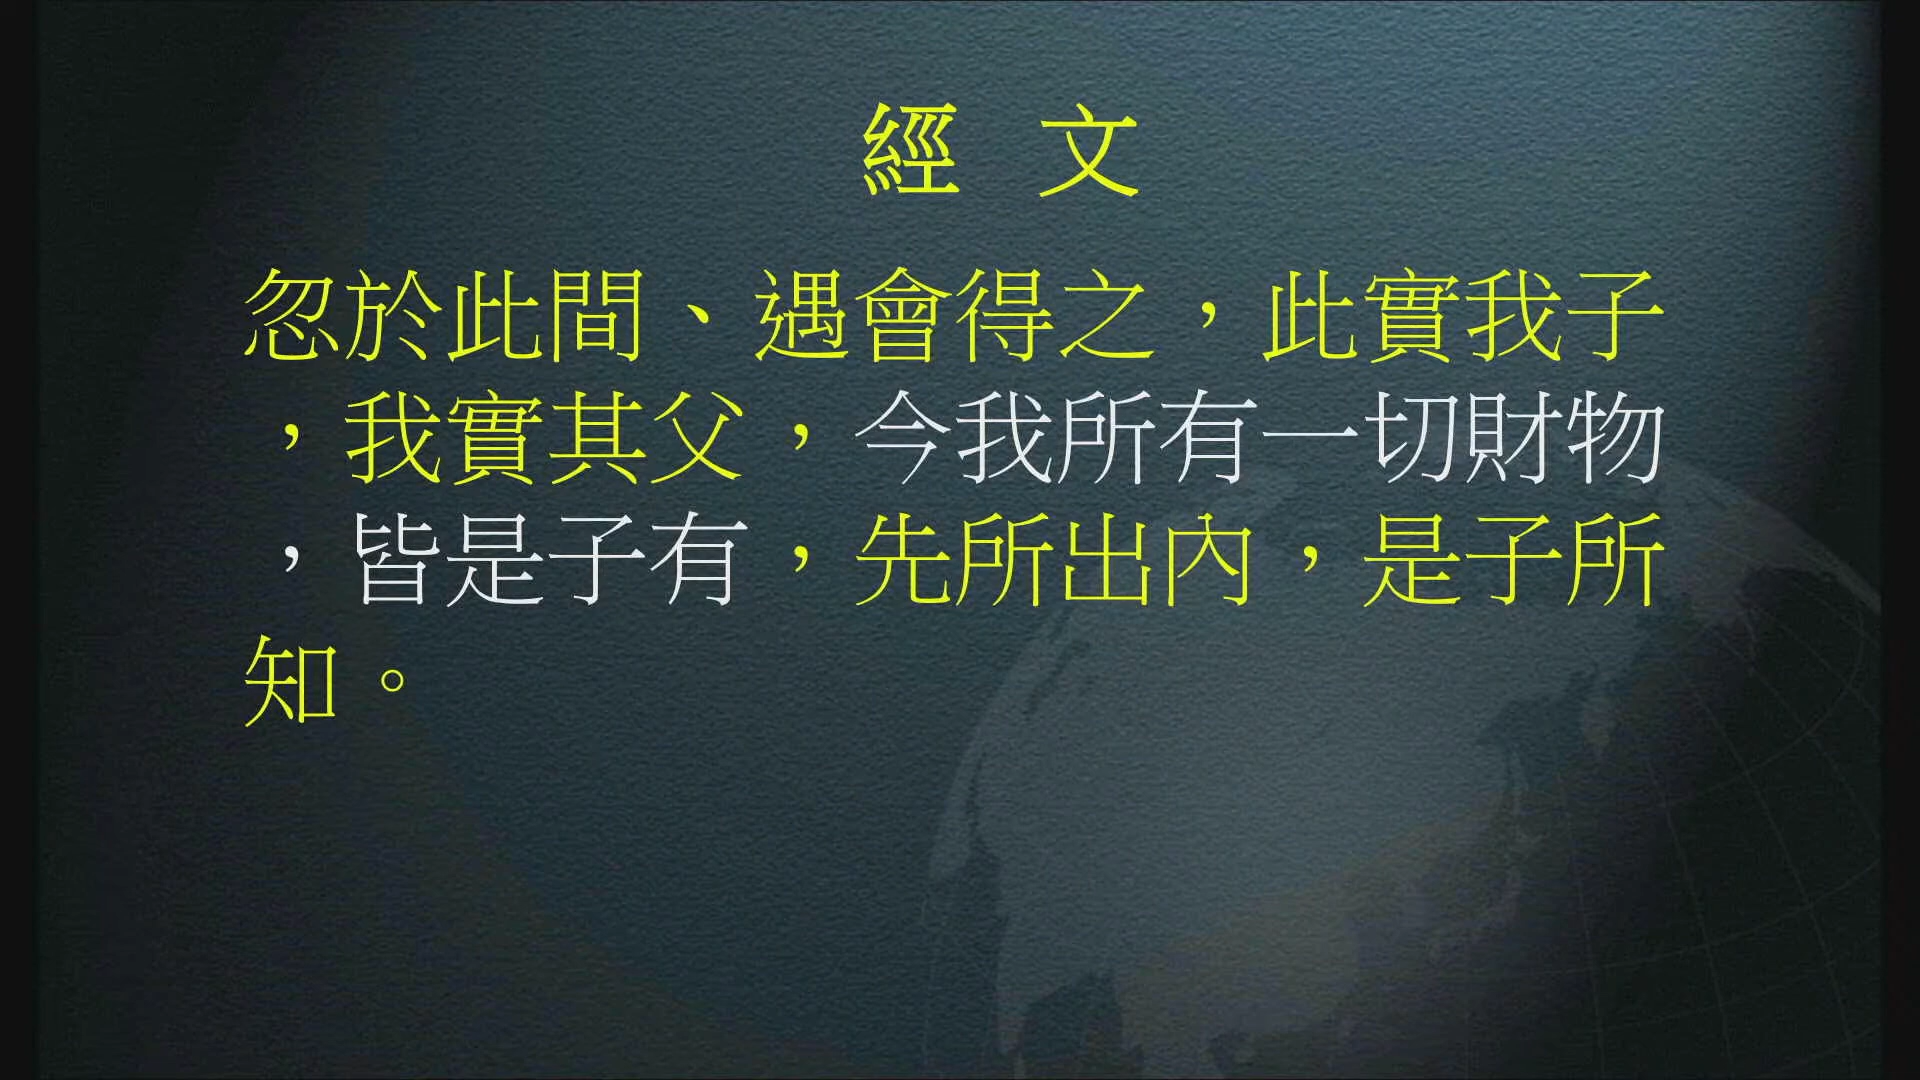 經 文
忽於此間、遇會得之，此實我子
，我實其父，今我所有一切財物
，皆是子有，先所出內，是子所
知。